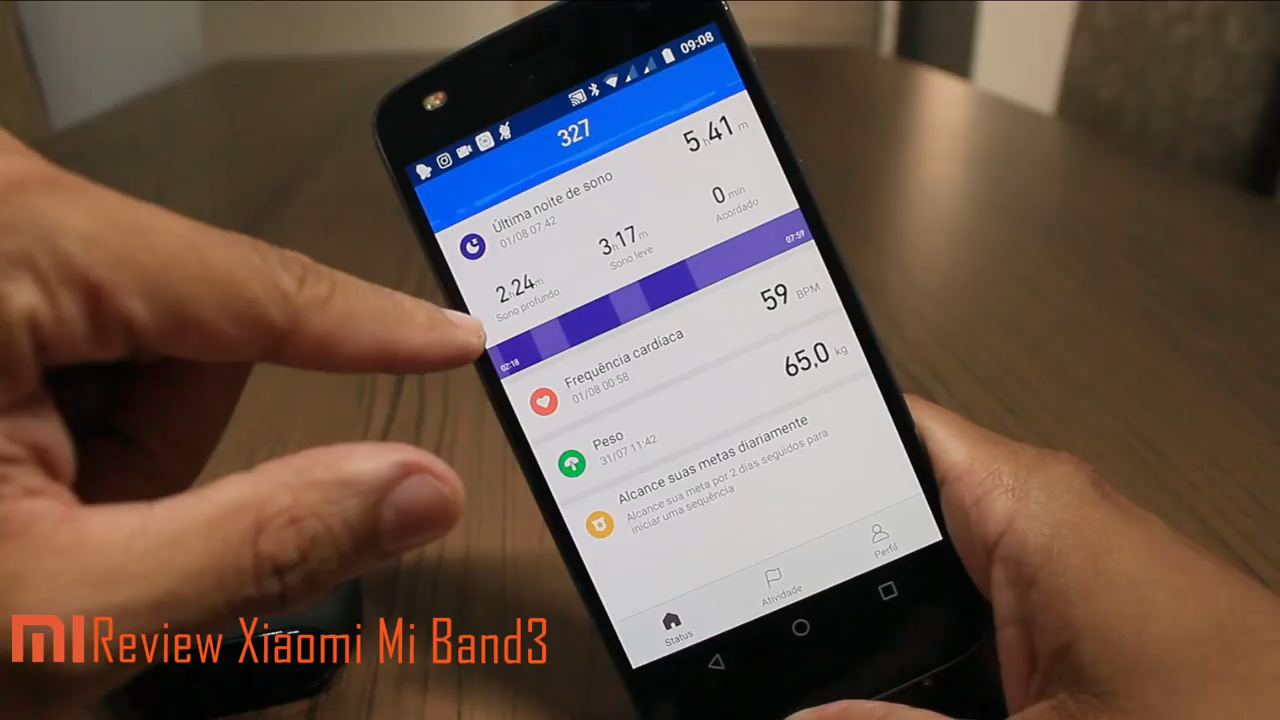 09:08
327
Última noite de sono
01/08 07:42
5h41m
2h24m
Sono profundo
3h17m
Sono leve
0 min
Acordado
02:18
07:59
Frequência cardíaca
01/08 00:58
59 BPM
Peso
31/07 11:42
65,0 kg
Alcance suas metas diariamente
Alcance sua meta por 2 dias seguidos para
iniciar uma sequência
Status
Atividade
Perfil
MI Review Xiaomi Mi Band3